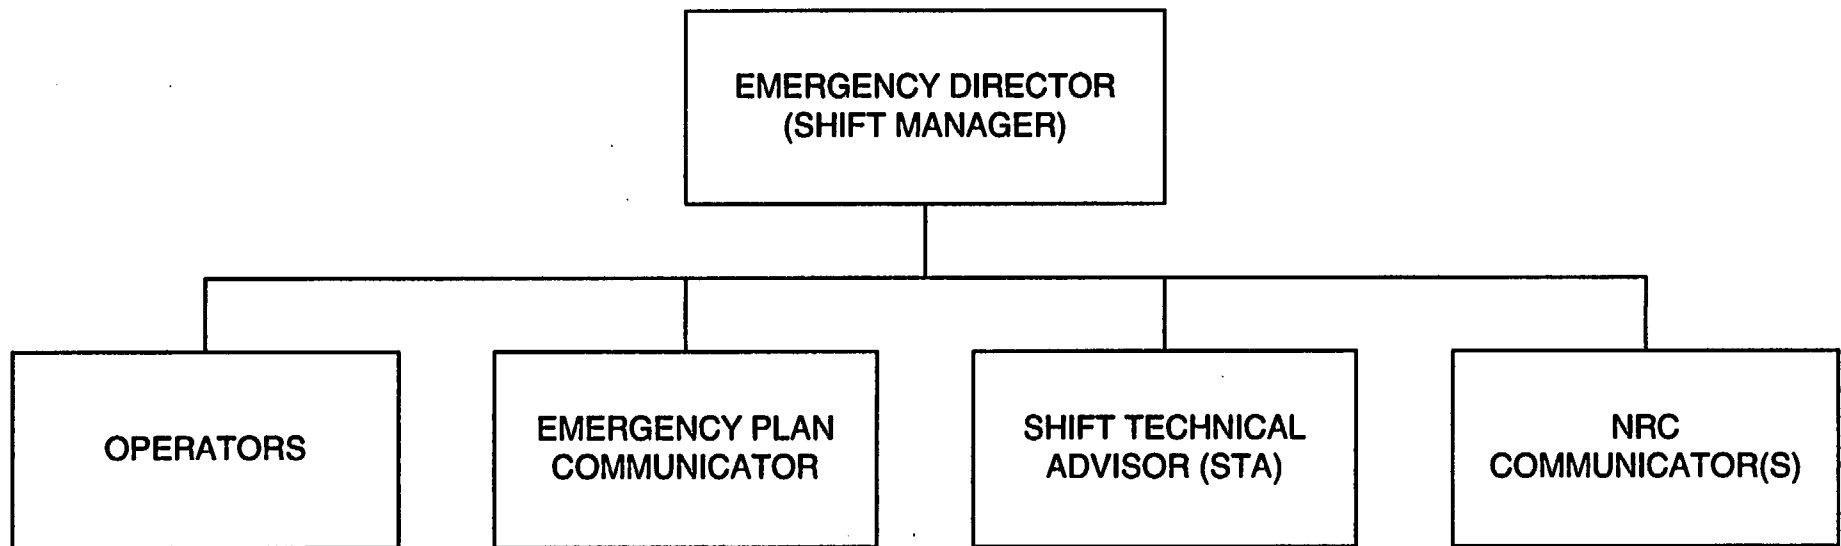 EMERGENCY DIRECTOR
(SHIFT MANAGER)
OPERATORS
EMERGENCY PLAN
COMMUNICATOR
SHIFT TECHNICAL
ADVISOR (STA)
NRC
COMMUNICATOR(S)